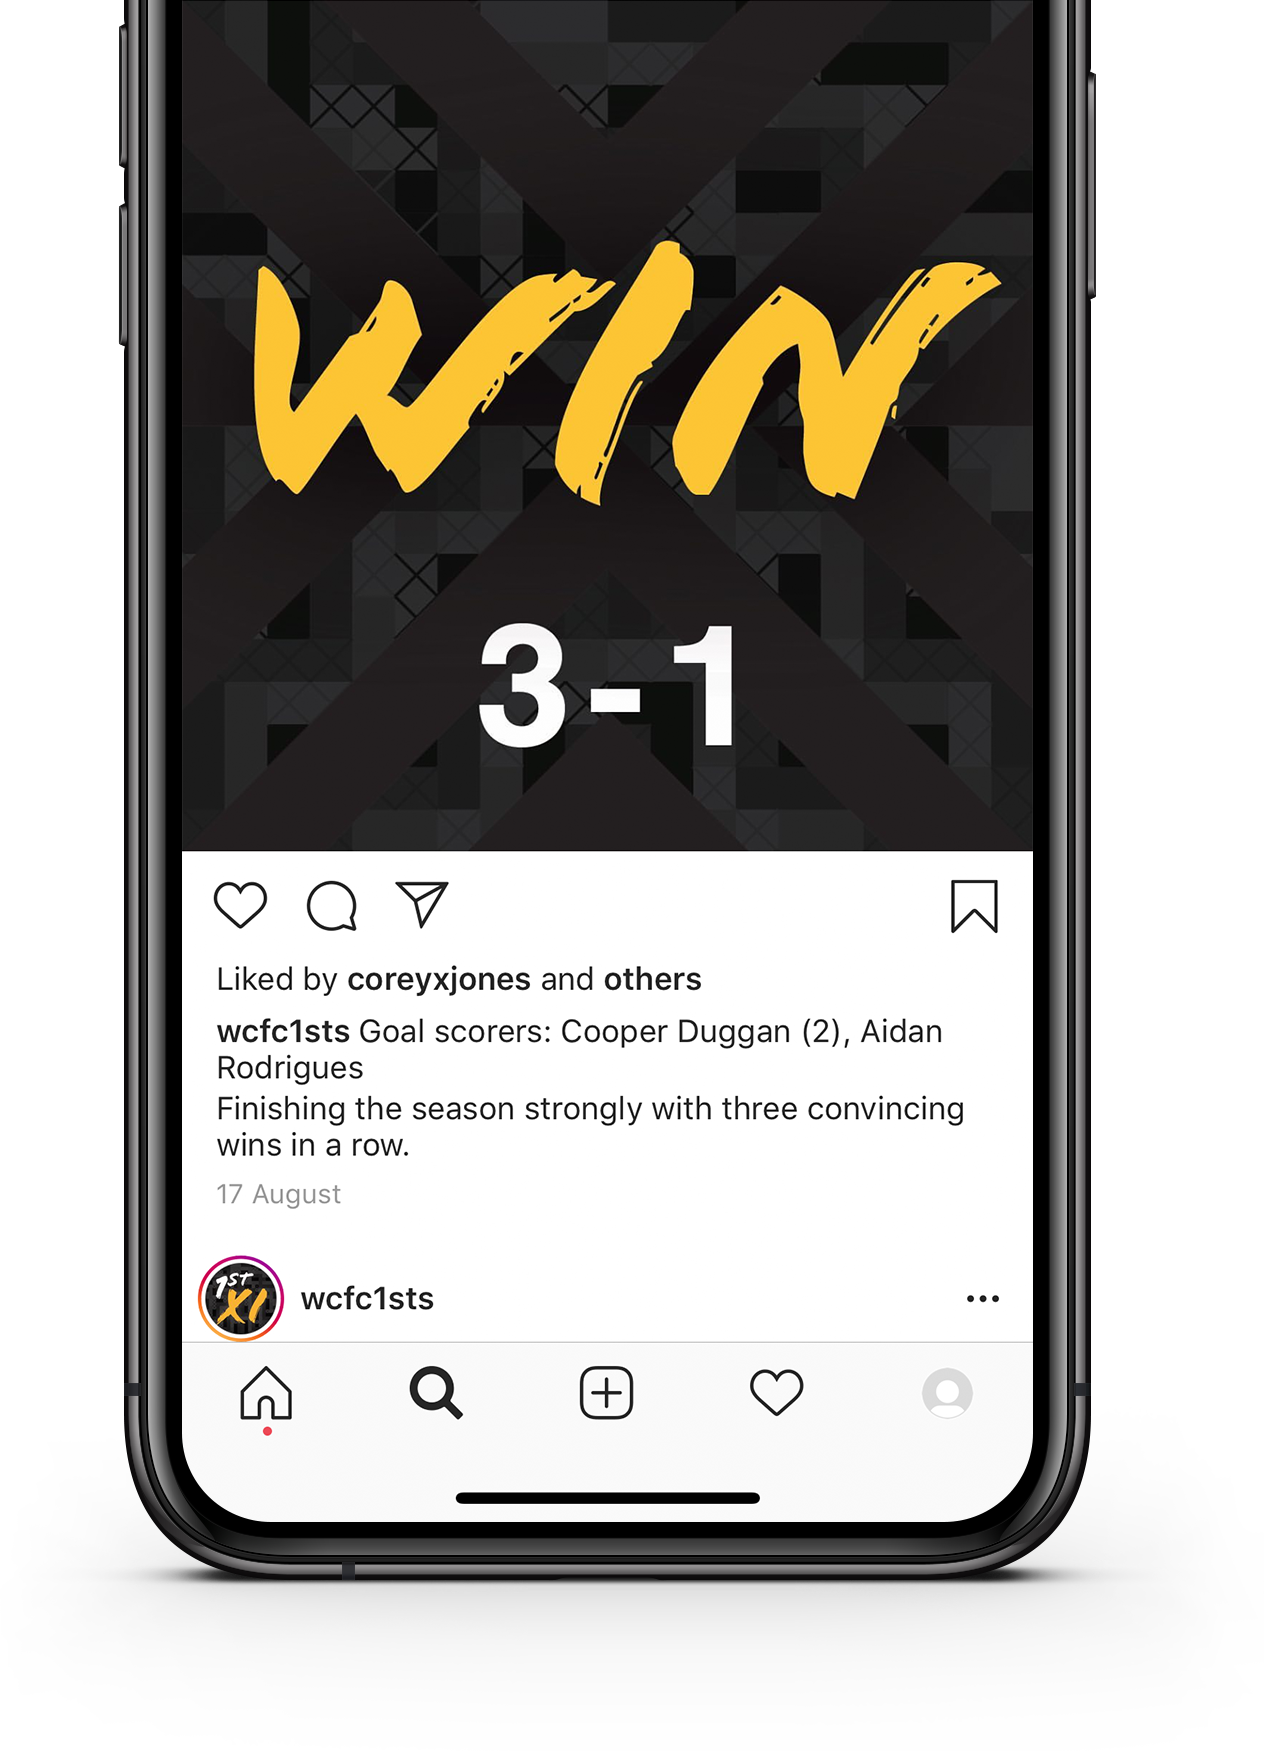 WIN
3-1
Liked by coreyxjones and others
wcfc1sts Goal scorers: Cooper Duggan (2), Aidan
Rodrigues
Finishing the season strongly with three convincing
wins in a row.
17 August
1ST
XI
wcfc1sts